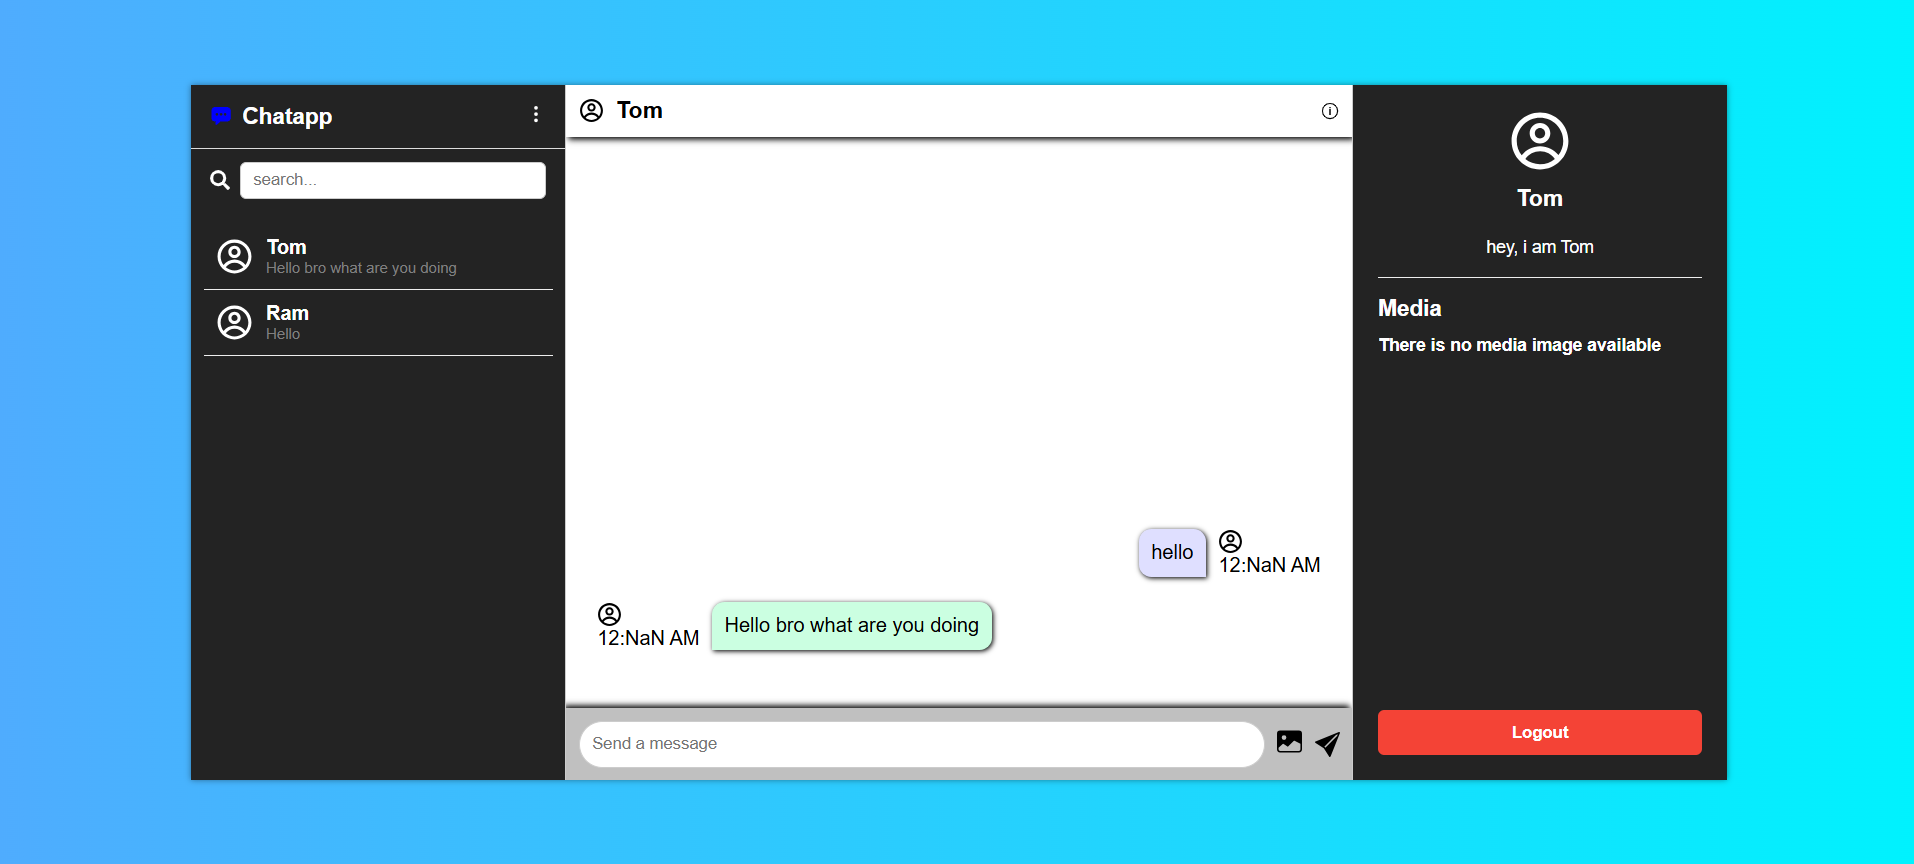 Chatapp
search...
Tom
Hello bro what are you doing
Ram
Hello
Tom
hello
12:NaN AM
12:NaN AM
Hello bro what are you doing
Send a message
Tom
hey, i am Tom
Media
There is no media image available
Logout